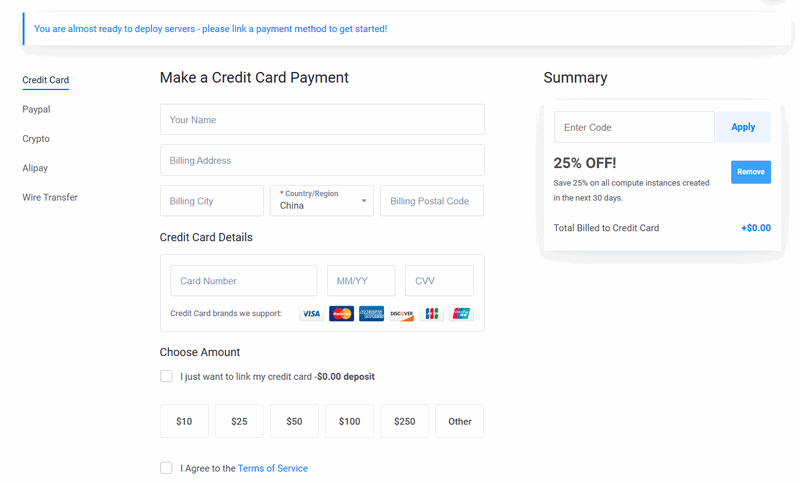 You are almost ready to deploy servers - please link a payment method to get started!
Credit Card
Paypal
Crypto
Alipay
Wire Transfer
Make a Credit Card Payment
Your Name
Billing Address
Billing City
* Country/Region
China
Billing Postal Code
Credit Card Details
Card Number
MM/YY
CVV
Credit Card brands we support:
VISA
MasterCard
AMERICAN EXPRESS
DISCOVER
JCB
UnionPay
Choose Amount
I just want to link my credit card -$0.00 deposit
$10
$25
$50
$100
$250
Other
I Agree to the Terms of Service
Summary
Enter Code
Apply
25% OFF!
Remove
Save 25% on all compute instances created
in the next 30 days.
Total Billed to Credit Card
+$0.00